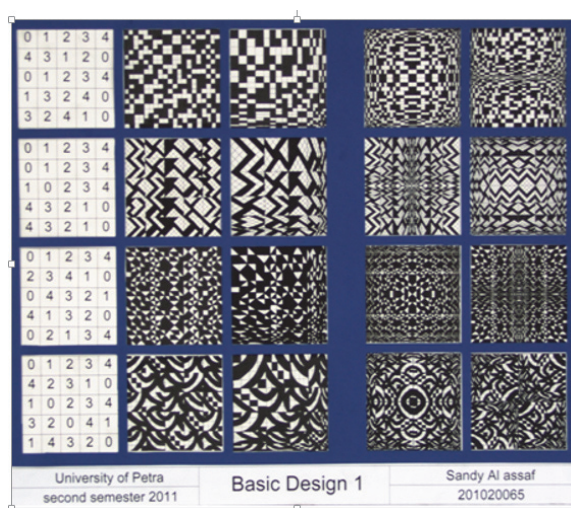 0 1 2 3 4
4 3 1 2 0
0 1 2 3 4
1 3 2 4 0
3 2 4 1 0
0 1 2 3 4
0 1 2 3 4
1 0 2 3 4
4 3 2 1 0
4 3 2 1 0
0 1 2 3 4
2 3 4 1 0
0 4 3 2 1
4 1 3 2 0
0 2 1 3 4
0 1 2 3 4
4 2 3 1 0
1 0 2 3 4
3 2 0 4 1
1 4 3 2 0
University of Petra
second semester 2011
Basic Design 1
Sandy Al assaf
201020065